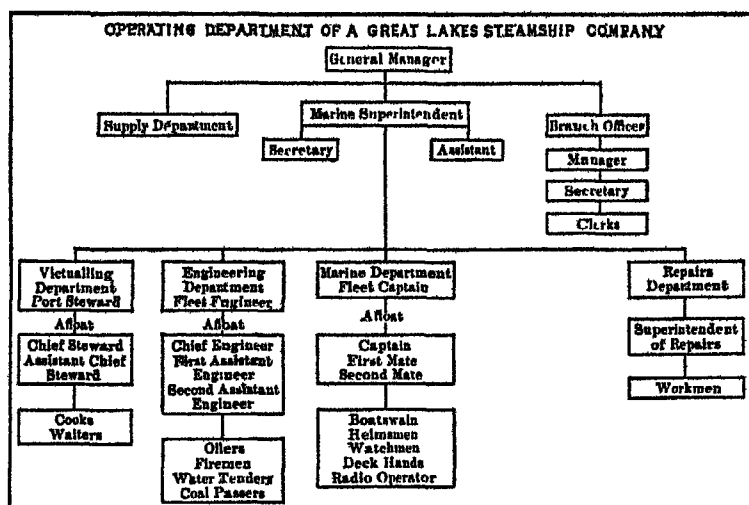 OPERATING DEPARTMENT OF A GREAT LAKES STEAMSHIP COMPANY
General Manager
Supply Department
Marine Superintendent
Branch Offices
Secretary
Assistant
Manager
Secretary
Clerks
Victualling
Department
Port Steward
Engineering
Department
Fleet Engineer
Marine Department
Fleet Captain
Repairs
Department
Afloat
Afloat
Afloat
Chief Steward
Assistant Chief
Steward
Chief Engineer
First Assistant
Engineer
Second Assistant
Engineer
Captain
First Mate
Second Mate
Superintendent
of Repairs
Workmen
Cooks
Waiters
Oilers
Firemen
Water Tenders
Coal Passers
Boatswain
Helmsmen
Watchmen
Deck Hands
Radio Operator